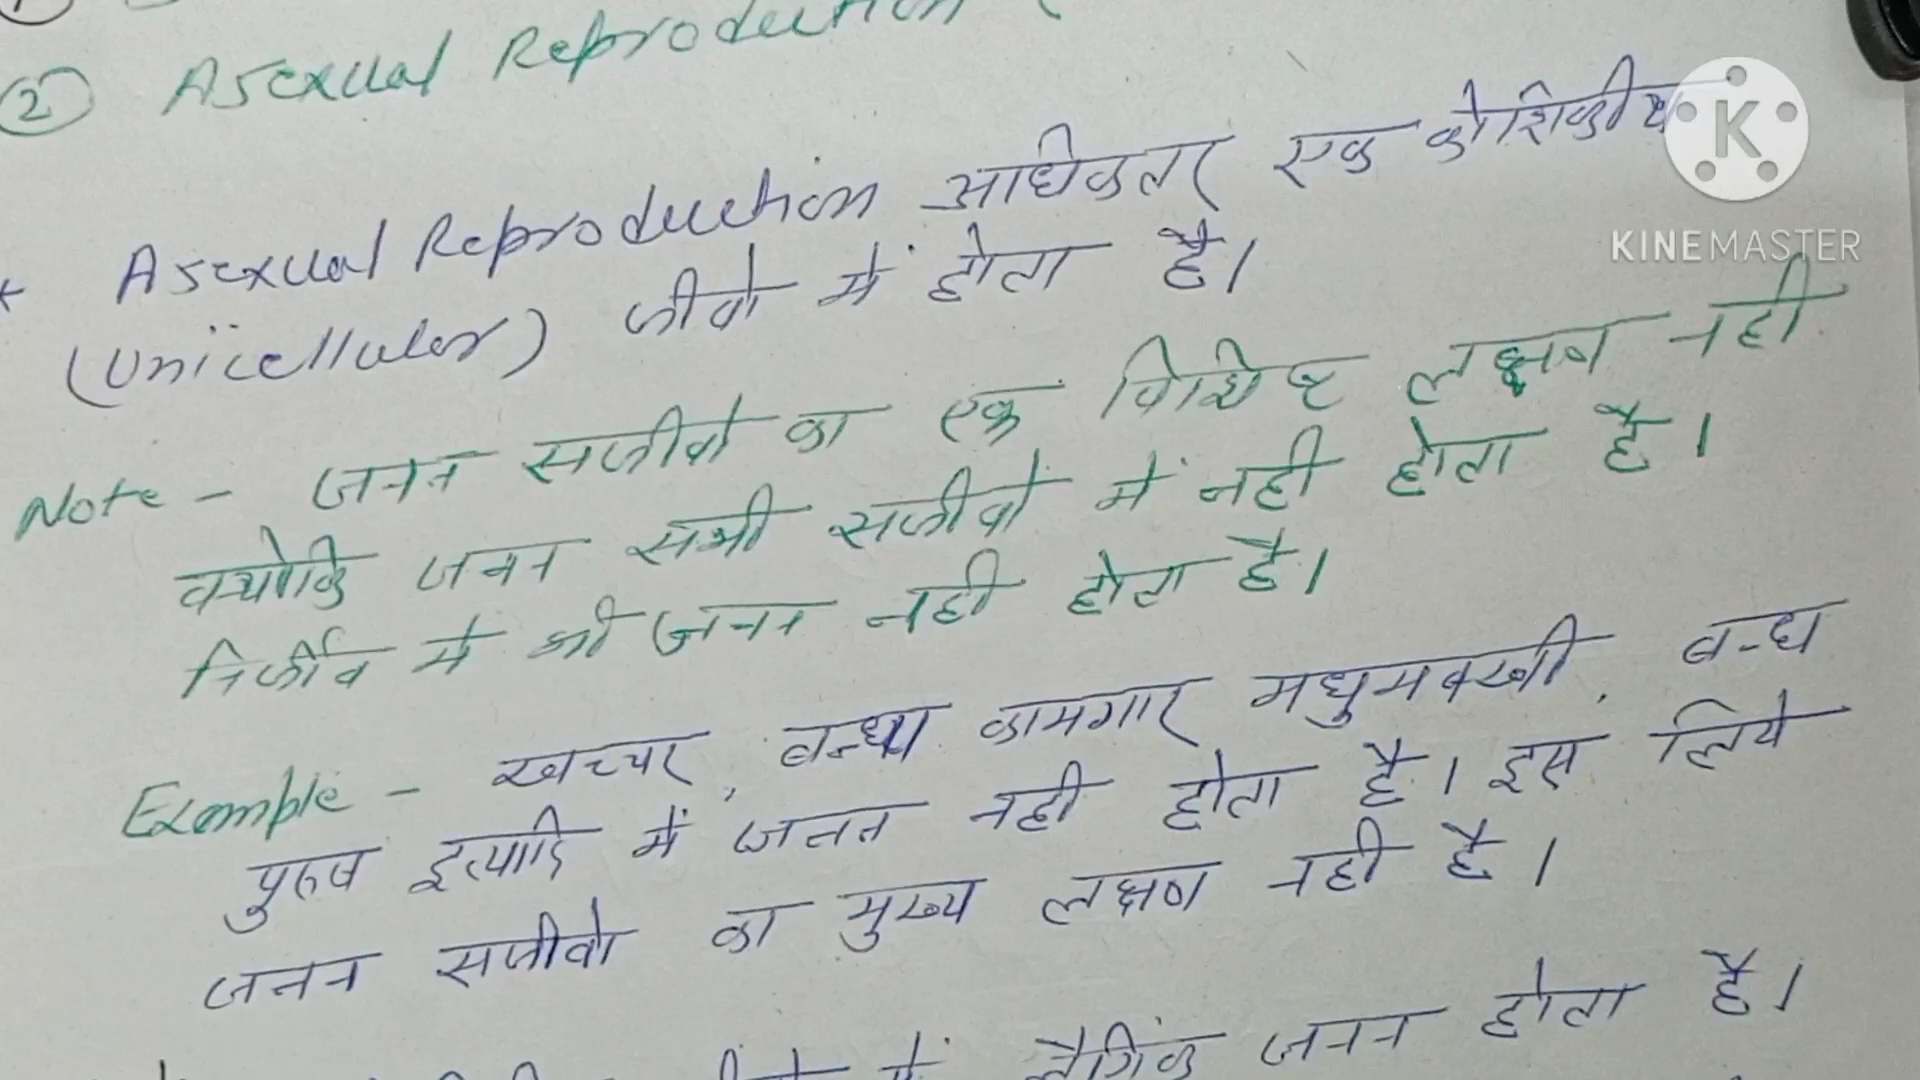 ② Asexual Reproduction (
* Asexual Reproduction अधिकतर एक कोशिकीय
(Unicellular) जीवो में होता है।
Note - जनन सजीवो का एक विशिष्ट लक्षण नही
क्योकि जनन सभी सजीवों में नही होता है।
निर्जीव मे भी जनन नही होता है।
Example - खच्चर, बन्ध्या कामगार मधुमक्खी, बन्ध
पुरुष इत्यादि में जनन नही होता है। इस लिये
जनन सजीवो का मुख्य लक्षण नही है।
में लैंगिक जनन होता है।
K
KINEMASTER